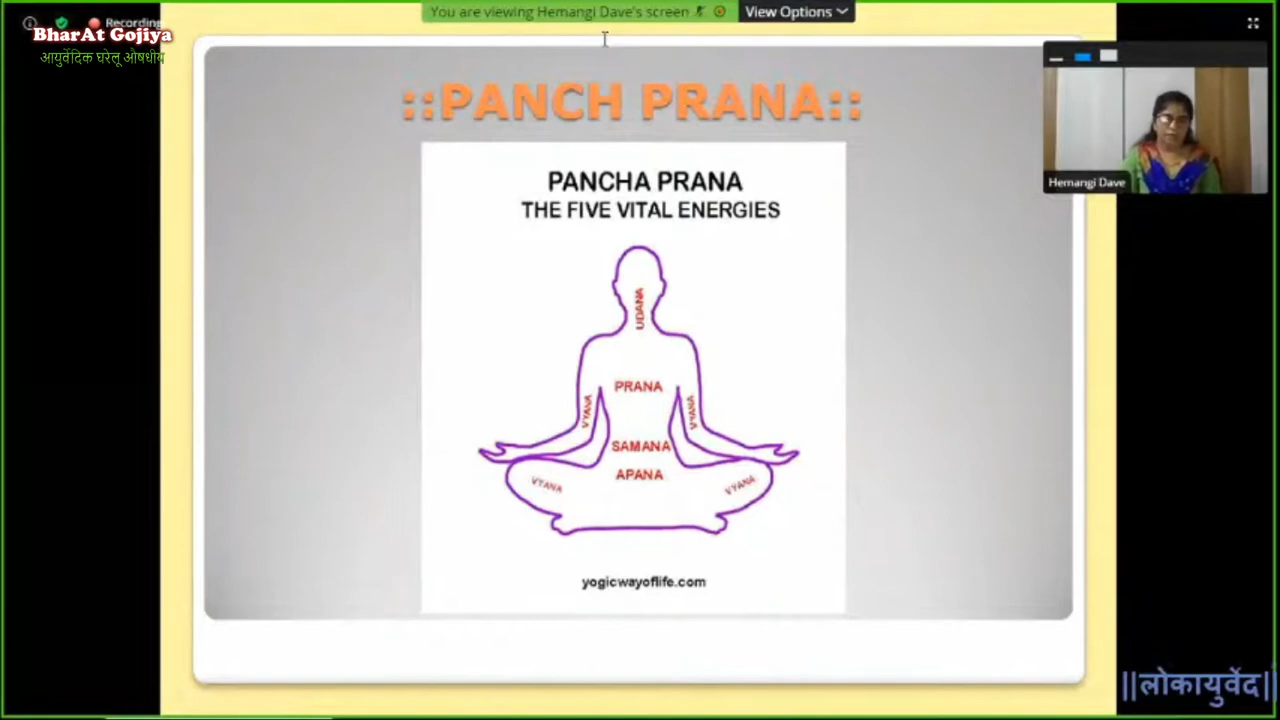 You are viewing Hemangi Dave's screen
View Options
Recording
BharAt Gojiya
आयुर्वेदिक घरेलू औषधीय
::PANCH PRANA::
Hemangi Dave
PANCHA PRANA
THE FIVE VITAL ENERGIES
UDANA
PRANA
VYANA
VYANA
SAMANA
APANA
VYANA
VYANA
yogicwayoflife.com
||लोकायुर्वेद||